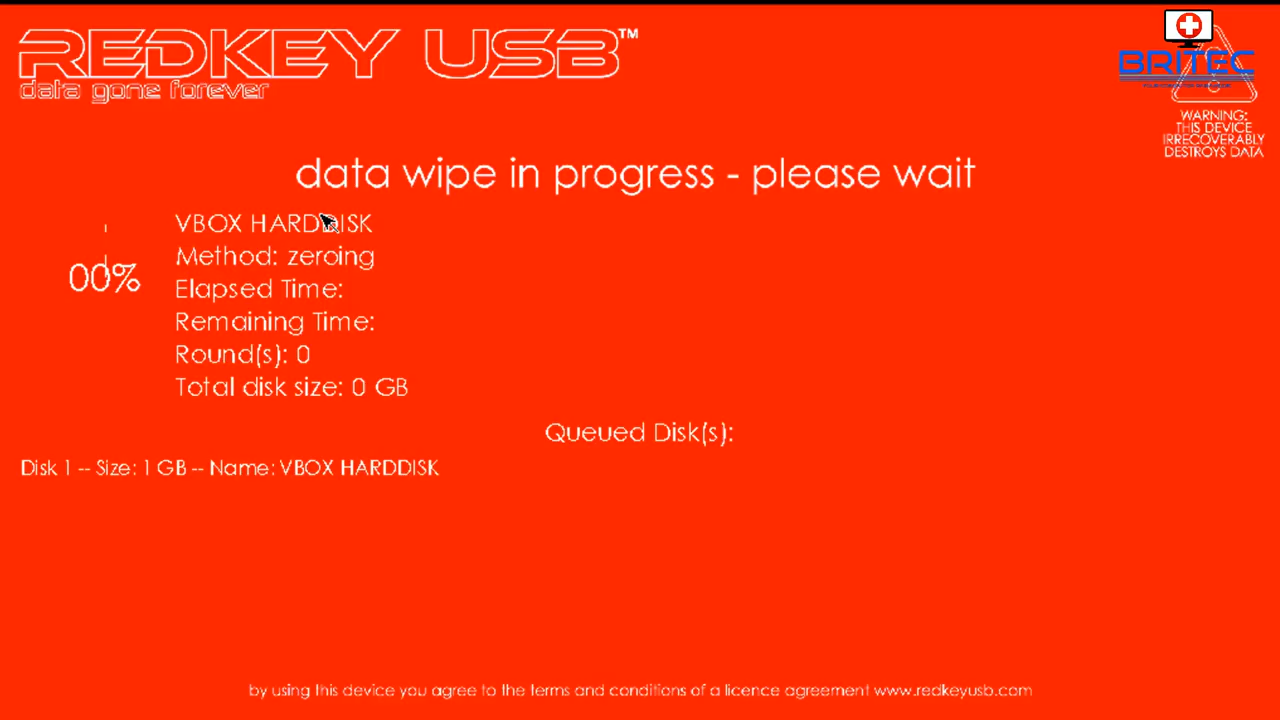 REDKEY USB™
data gone forever
BRITEC
WARNING:
THIS DEVICE
IRRECOVERABLY
DESTROYS DATA
data wipe in progress - please wait
VBOX HARDDISK
00%
Method: zeroing
Elapsed Time:
Remaining Time:
Round(s): 0
Total disk size: 0 GB
Queued Disk(s):
Disk 1 -- Size: 1 GB -- Name: VBOX HARDDISK
by using this device you agree to the terms and conditions of a licence agreement www.redkeyusb.com